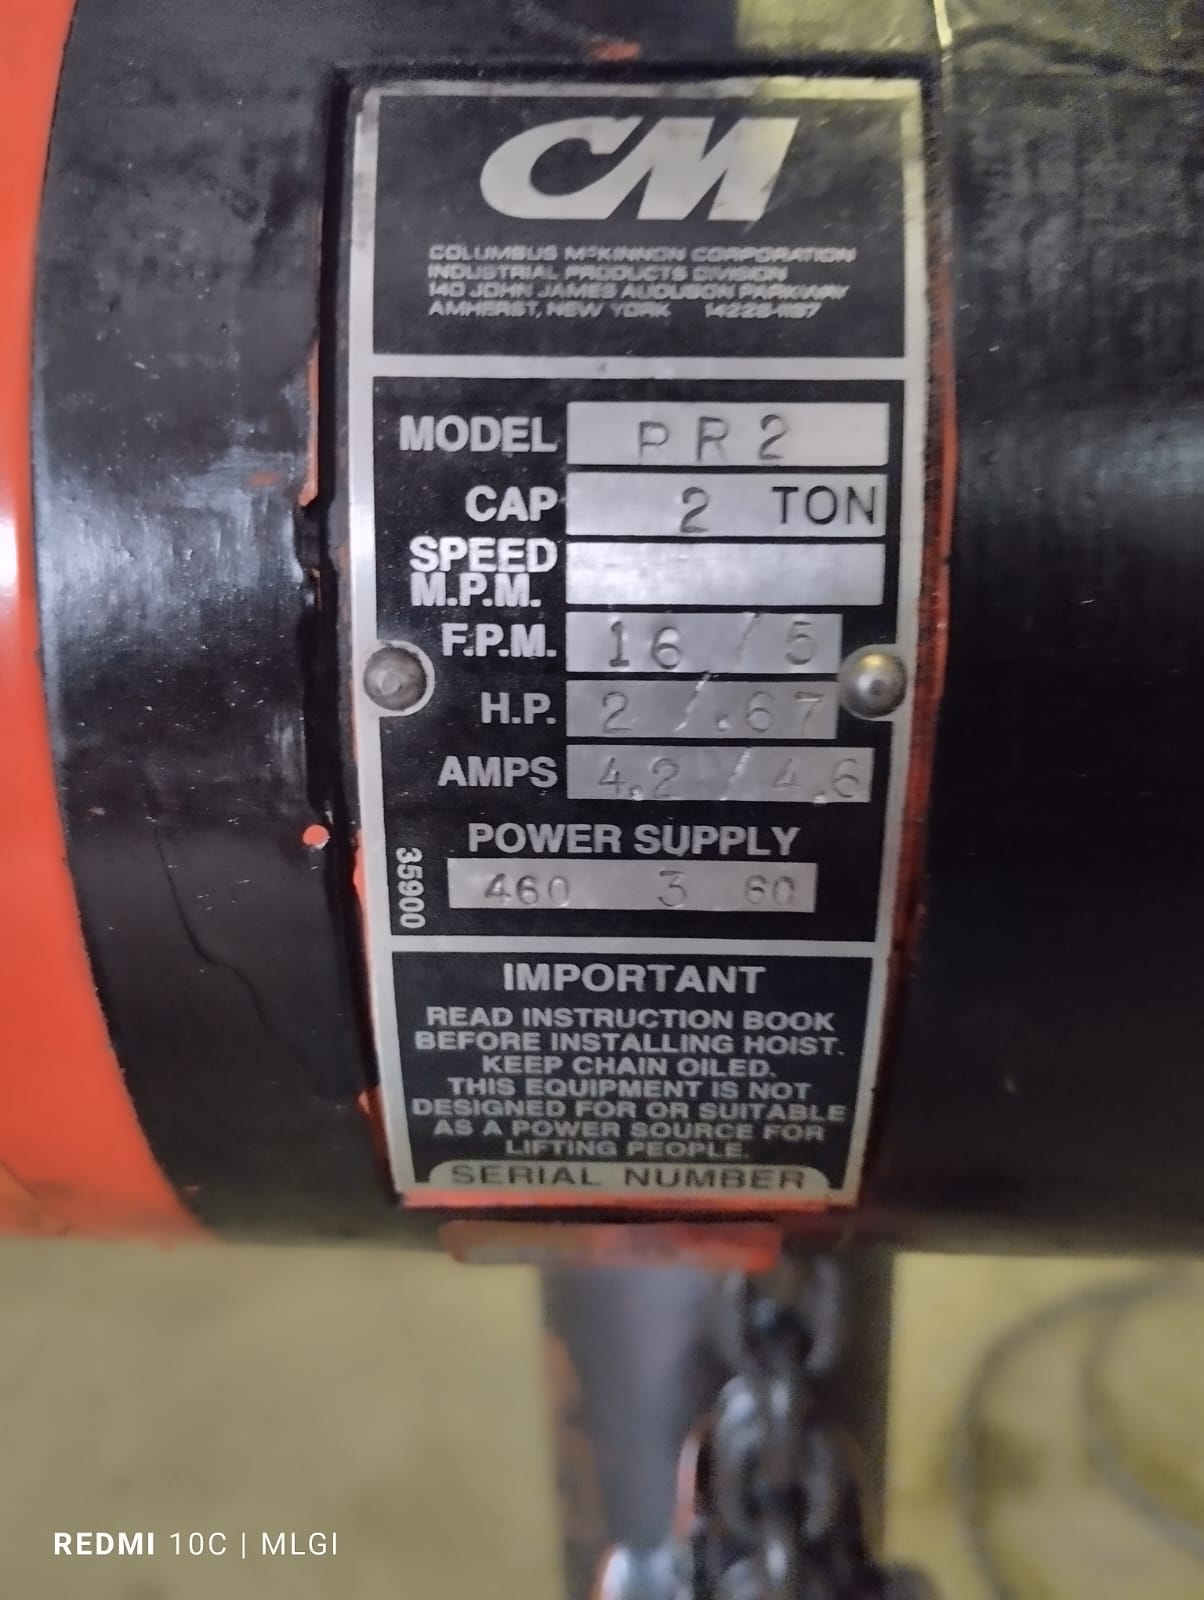 CM
COLUMBUS McKINNON CORPORATION
INDUSTRIAL PRODUCTS DIVISION
140 JOHN JAMES AUDUBON PARKWAY
AMHERST, NEW YORK 14228-1197
MODEL PR2
CAP 2 TON
SPEED
M.P.M.
F.P.M. 16 / 5
H.P. 2 / .67
AMPS 4.2 / 4.6
POWER SUPPLY
460 3 60
35900
IMPORTANT
READ INSTRUCTION BOOK
BEFORE INSTALLING HOIST.
KEEP CHAIN OILED.
THIS EQUIPMENT IS NOT
DESIGNED FOR OR SUITABLE
AS A POWER SOURCE FOR
LIFTING PEOPLE.
SERIAL NUMBER
REDMI 10C | MLGI